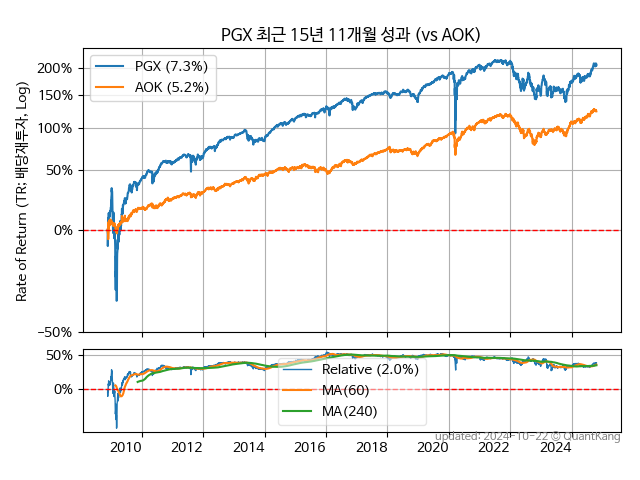 PGX 최근 15년 11개월 성과 (vs AOK)
Rate of Return (TR: 배당재투자, Log)
200%
150%
100%
50%
0%
−50%
PGX (7.3%)
AOK (5.2%)
50%
0%
Relative (2.0%)
MA(60)
MA(240)
2010 2012 2014 2016 2018 2020 2022 2024
updated: 2024-10-22 © QuantKang